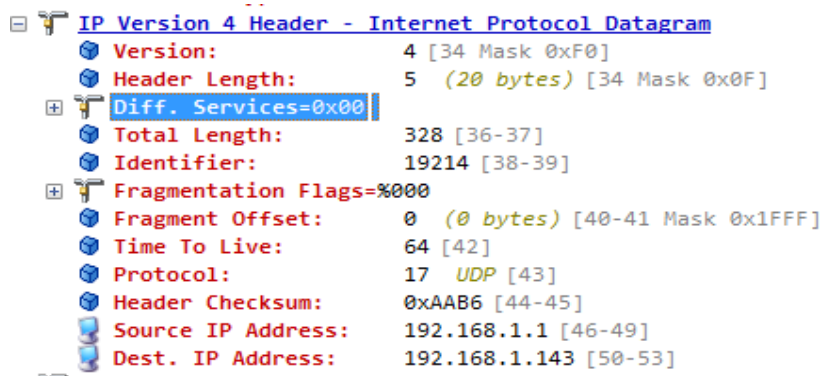 IP Version 4 Header - Internet Protocol Datagram
Version: 4 [34 Mask 0xF0]
Header Length: 5 (20 bytes) [34 Mask 0x0F]
Diff. Services=0x00
Total Length: 328 [36-37]
Identifier: 19214 [38-39]
Fragmentation Flags=%000
Fragment Offset: 0 (0 bytes) [40-41 Mask 0x1FFF]
Time To Live: 64 [42]
Protocol: 17 UDP [43]
Header Checksum: 0xAAB6 [44-45]
Source IP Address: 192.168.1.1 [46-49]
Dest. IP Address: 192.168.1.143 [50-53]